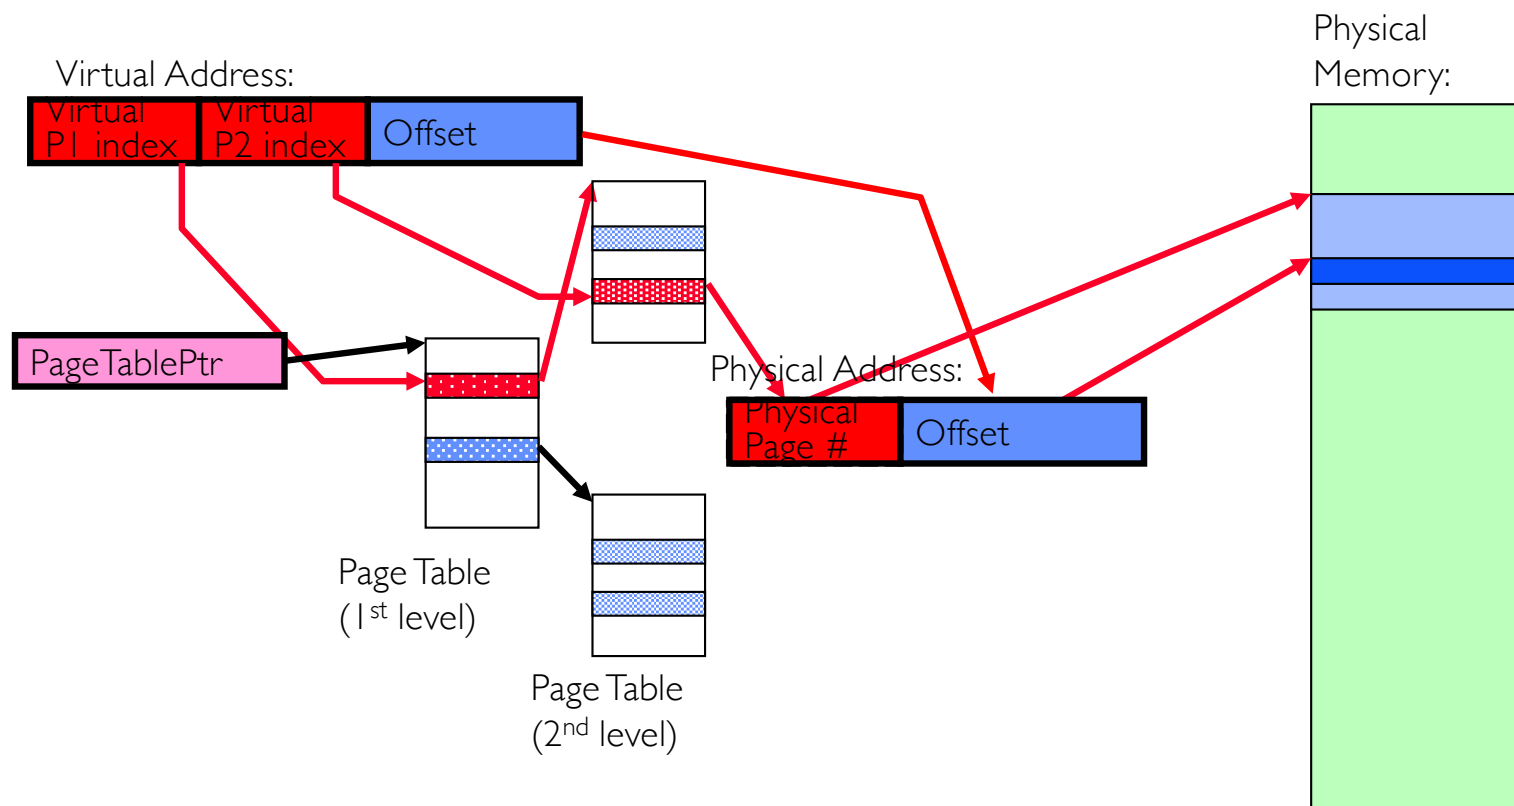 Physical
Memory:
Virtual Address:
Virtual
P1 index
Virtual
P2 index
Offset
PageTablePtr
Physical Address:
Physical
Page #
Offset
Page Table
(1st level)
Page Table
(2nd level)